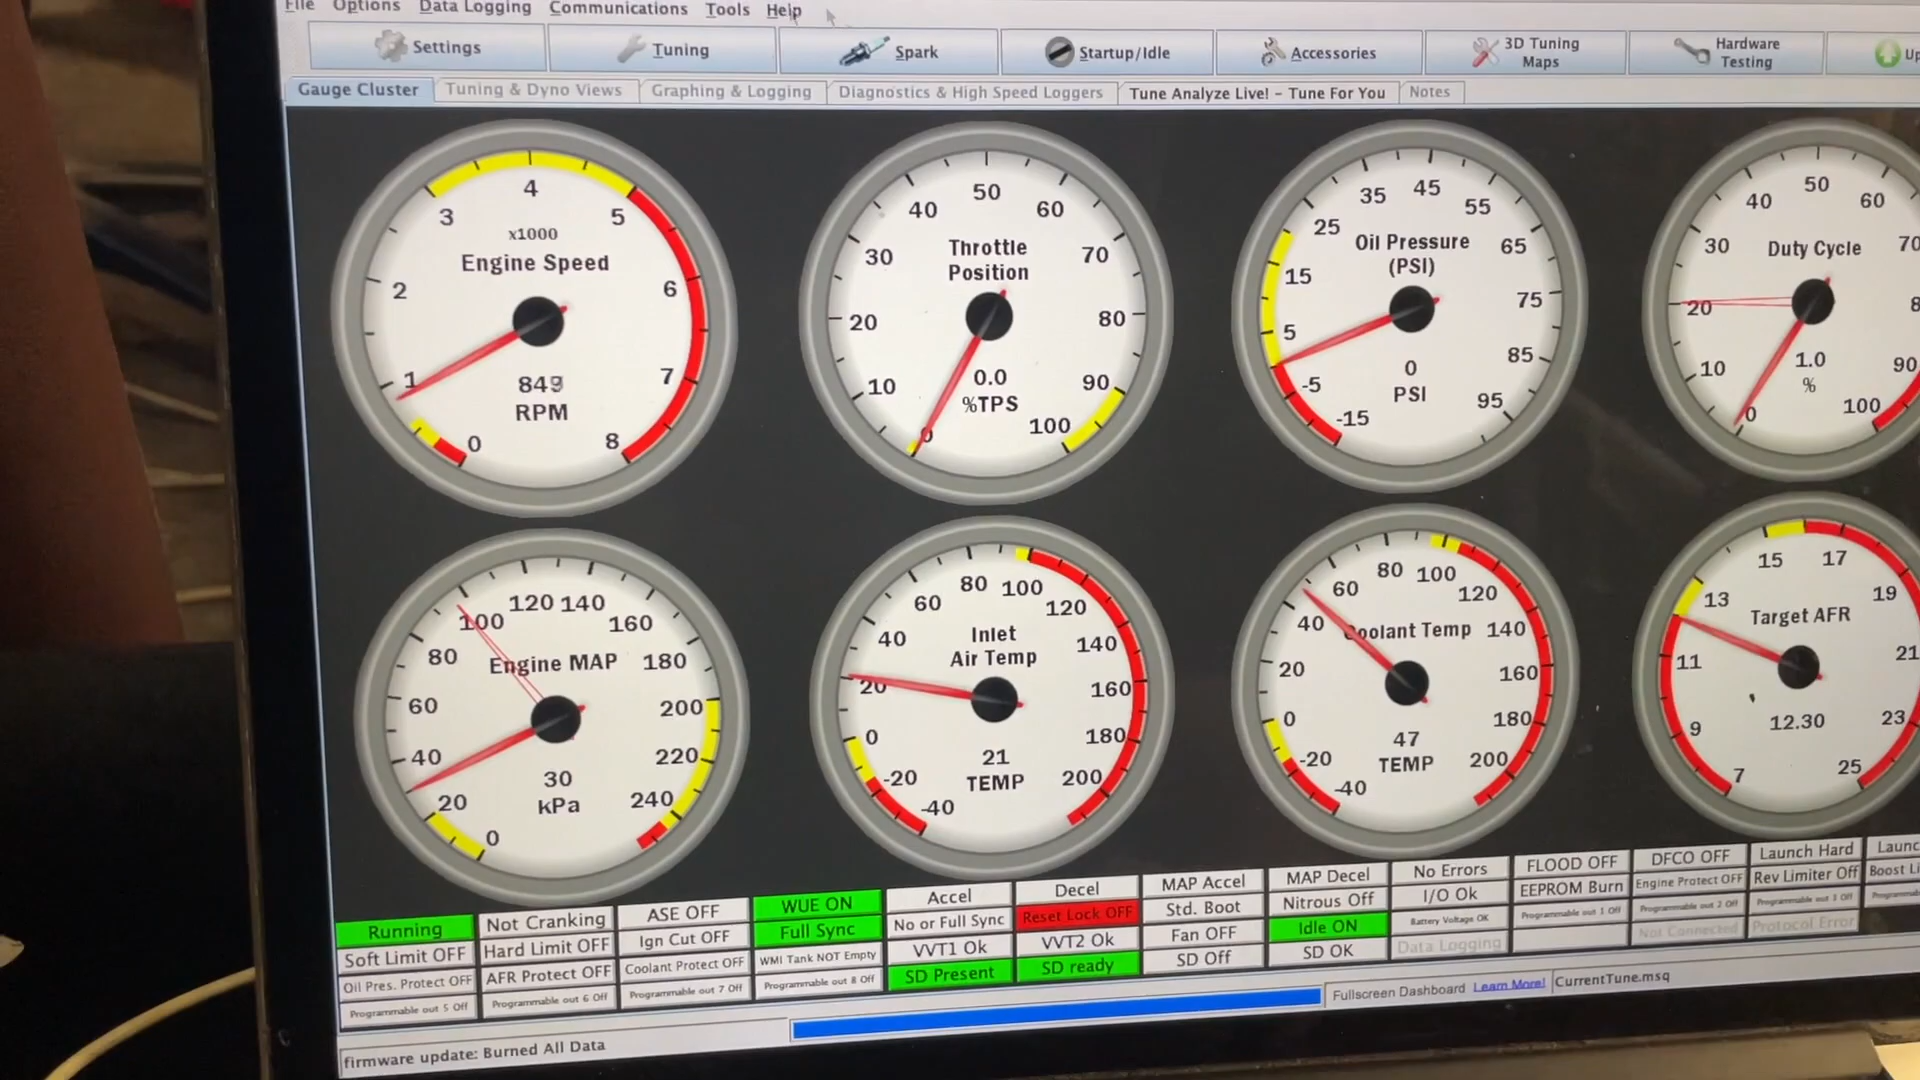 File Options Data Logging Communications Tools Help
Settings Tuning Spark Startup/Idle Accessories 3D Tuning Maps Hardware Testing Up
Gauge Cluster Tuning & Dyno Views Graphing & Logging Diagnostics & High Speed Loggers Tune Analyze Live! - Tune For You Notes
0 1 2 3 4 5 6 7 8
x1000
Engine Speed
849
RPM
0 10 20 30 40 50 60 70 80 90 100
Throttle
Position
0.0
%TPS
-15 -5 5 15 25 35 45 55 65 75 85 95
Oil Pressure
(PSI)
0
PSI
0 10 20 30 40 50 60 70 8 90 100
Duty Cycle
1.0
%
0 20 40 60 80 100 120 140 160 180 200 220 240
Engine MAP
30
kPa
-40 -20 0 20 40 60 80 100 120 140 160 180 200
Inlet
Air Temp
21
TEMP
-40 -20 0 20 40 60 80 100 120 140 160 180 200
Coolant Temp
47
TEMP
7 9 11 13 15 17 19 21 23 25
Target AFR
12.30
Running Not Cranking ASE OFF WUE ON Accel Decel MAP Accel MAP Decel No Errors FLOOD OFF DFCO OFF Launch Hard Launc
Soft Limit OFF Hard Limit OFF Ign Cut OFF Full Sync No or Full Sync Reset Lock OFF Std. Boot Nitrous Off I/O Ok EEPROM Burn Engine Protect OFF Rev Limiter Off Boost Li
Oil Pres. Protect OFF AFR Protect OFF Coolant Protect OFF WMI Tank NOT Empty VVT1 Ok VVT2 Ok Fan OFF Idle ON Battery Voltage OK Programmable out 1 Off Programmable out 2 Off Programmable out 3 Off
Programmable out 5 Off Programmable out 6 Off Programmable out 7 Off Programmable out 8 Off SD Present SD ready SD Off SD OK Data Logging Not Connected Protocol Error
Fullscreen Dashboard Learn More! CurrentTune.msq
firmware update: Burned All Data